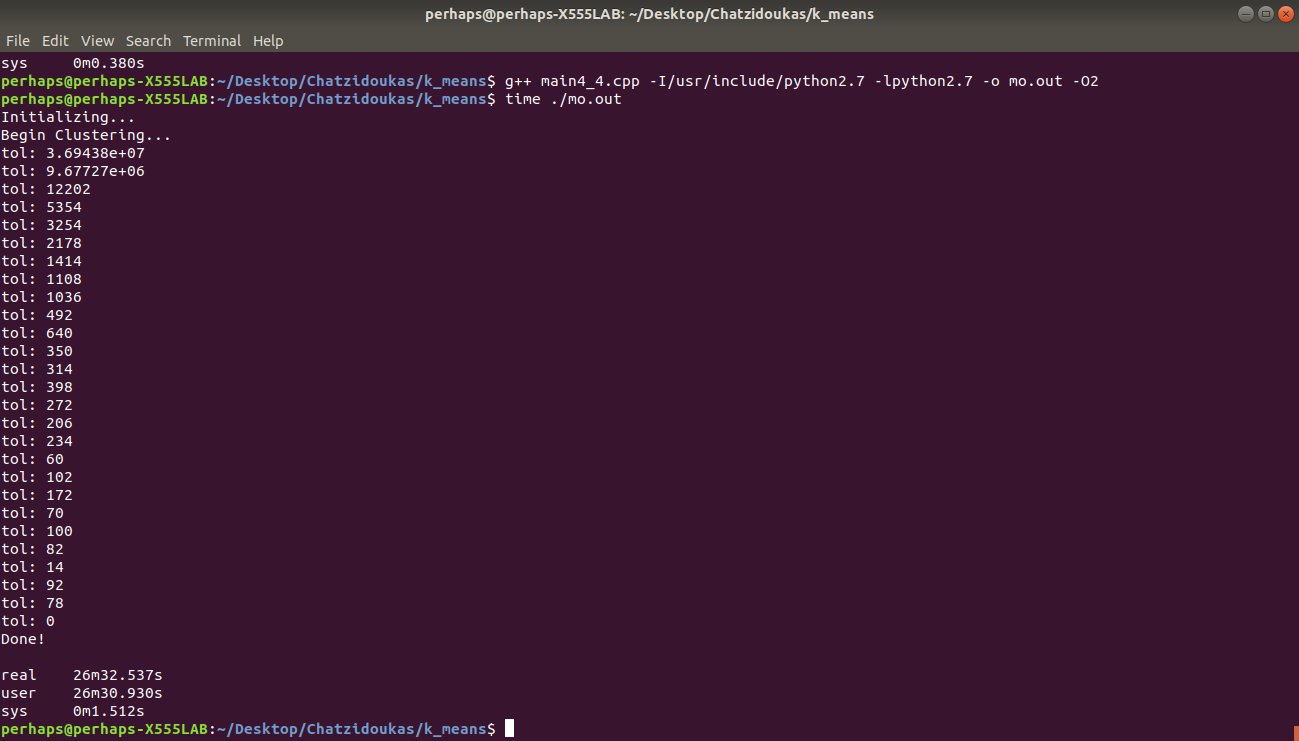 perhaps@perhaps-X555LAB: ~/Desktop/Chatzidoukas/k_means
File Edit View Search Terminal Help
sys 0m0.380s
perhaps@perhaps-X555LAB:~/Desktop/Chatzidoukas/k_means$ g++ main4_4.cpp -I/usr/include/python2.7 -lpython2.7 -o mo.out -O2
perhaps@perhaps-X555LAB:~/Desktop/Chatzidoukas/k_means$ time ./mo.out
Initializing...
Begin Clustering...
tol: 3.69438e+07
tol: 9.67727e+06
tol: 12202
tol: 5354
tol: 3254
tol: 2178
tol: 1414
tol: 1108
tol: 1036
tol: 492
tol: 640
tol: 350
tol: 314
tol: 398
tol: 272
tol: 206
tol: 234
tol: 60
tol: 102
tol: 172
tol: 70
tol: 100
tol: 82
tol: 14
tol: 92
tol: 78
tol: 0
Done!
real 26m32.537s
user 26m30.930s
sys 0m1.512s
perhaps@perhaps-X555LAB:~/Desktop/Chatzidoukas/k_means$